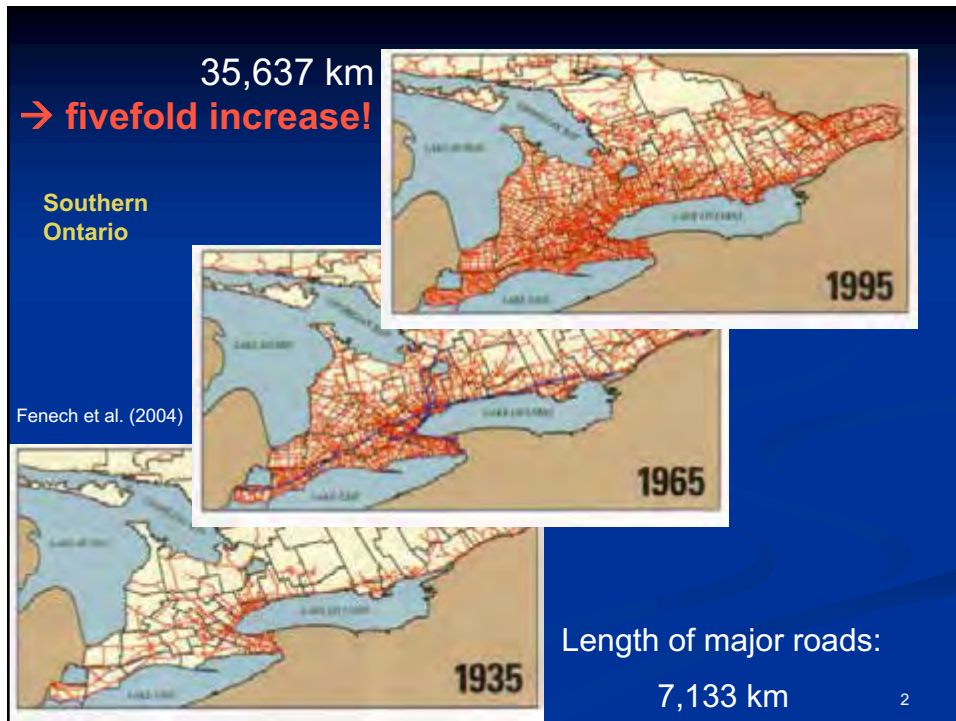 35,637 km
→ fivefold increase!
Southern
Ontario
1995
Fenech et al. (2004)
1965
1935
Length of major roads:
7,133 km
2